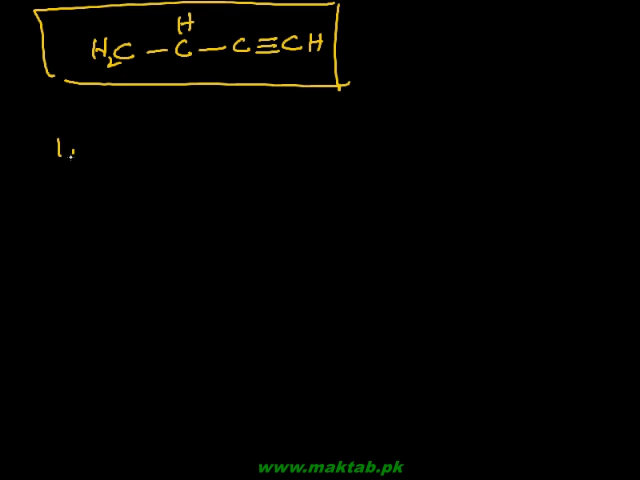 H
H₂C — C — C ≡ CH
1.
www.maktab.pk